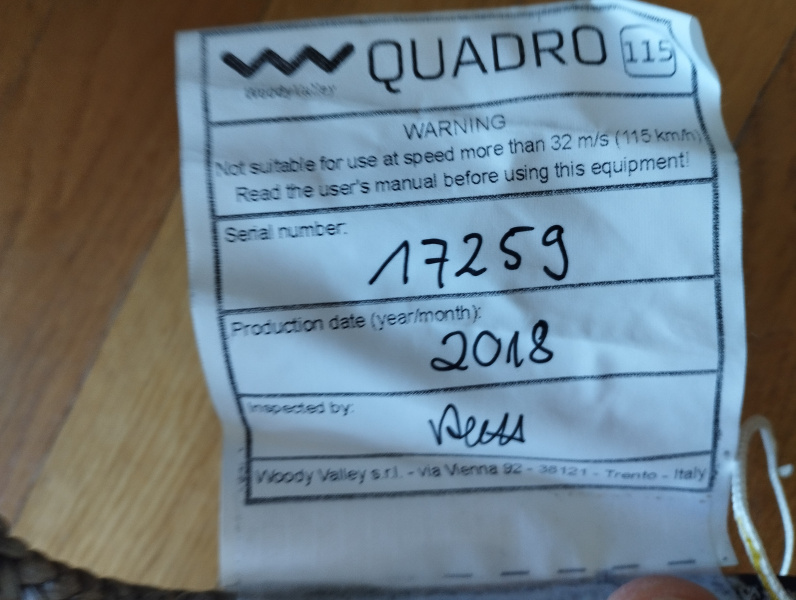 QUADRO 115
WoodyValley
WARNING
Not suitable for use at speed more than 32 m/s (115 km/h)
Read the user's manual before using this equipment!
Serial number:
17259
Production date (year/month):
2018
Inspected by:
Woody Valley s.r.l. - via Vienna 92 - 38121 - Trento - Italy